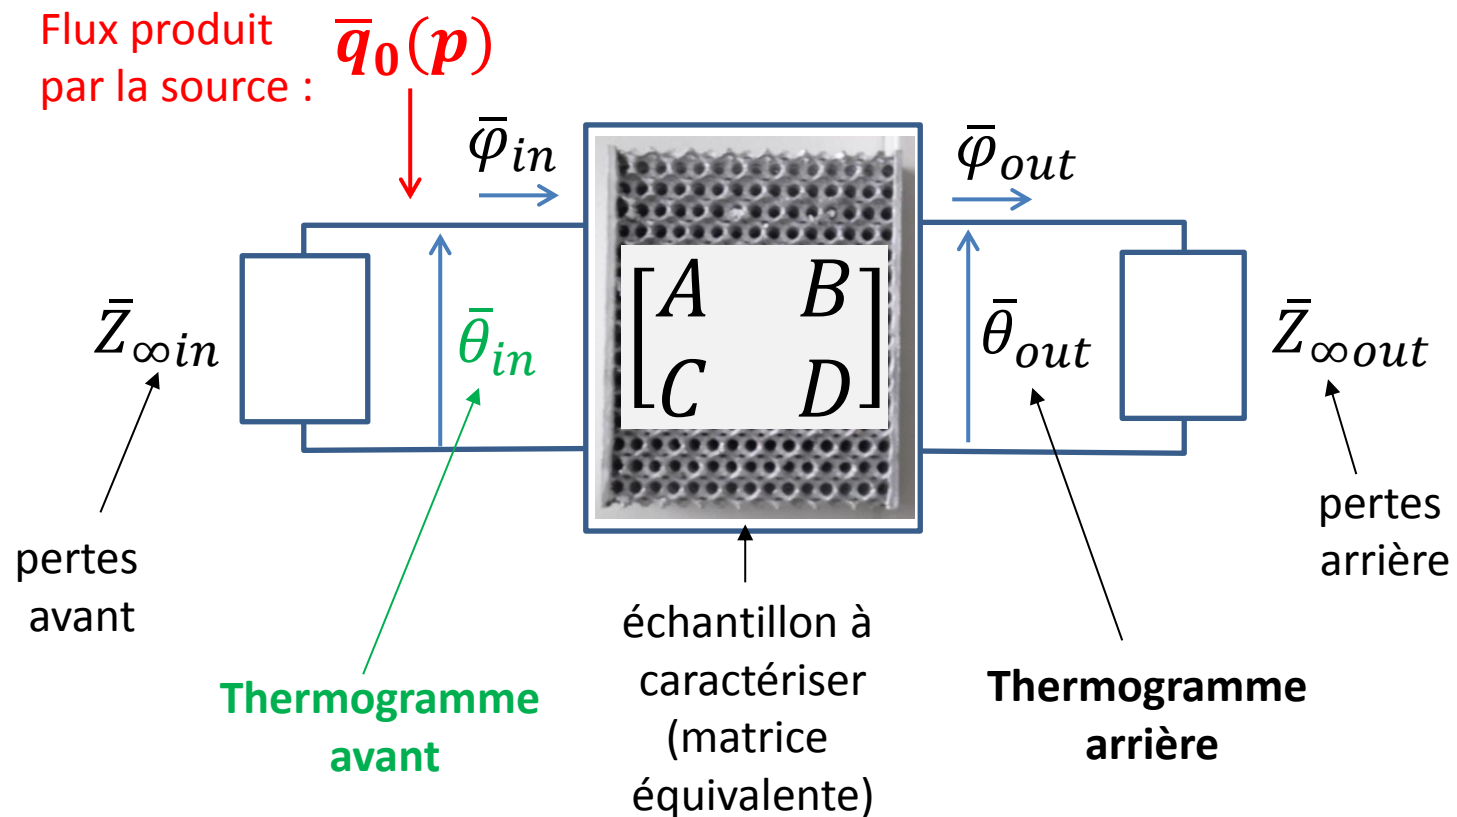 Flux produit
par la source :
q̅₀(p)
φ̅in
φ̅out
A B
C D
Z̅∞in
θ̅in
θ̅out
Z̅∞out
pertes
avant
pertes
arrière
échantillon à
caractériser
(matrice
équivalente)
Thermogramme
avant
Thermogramme
arrière